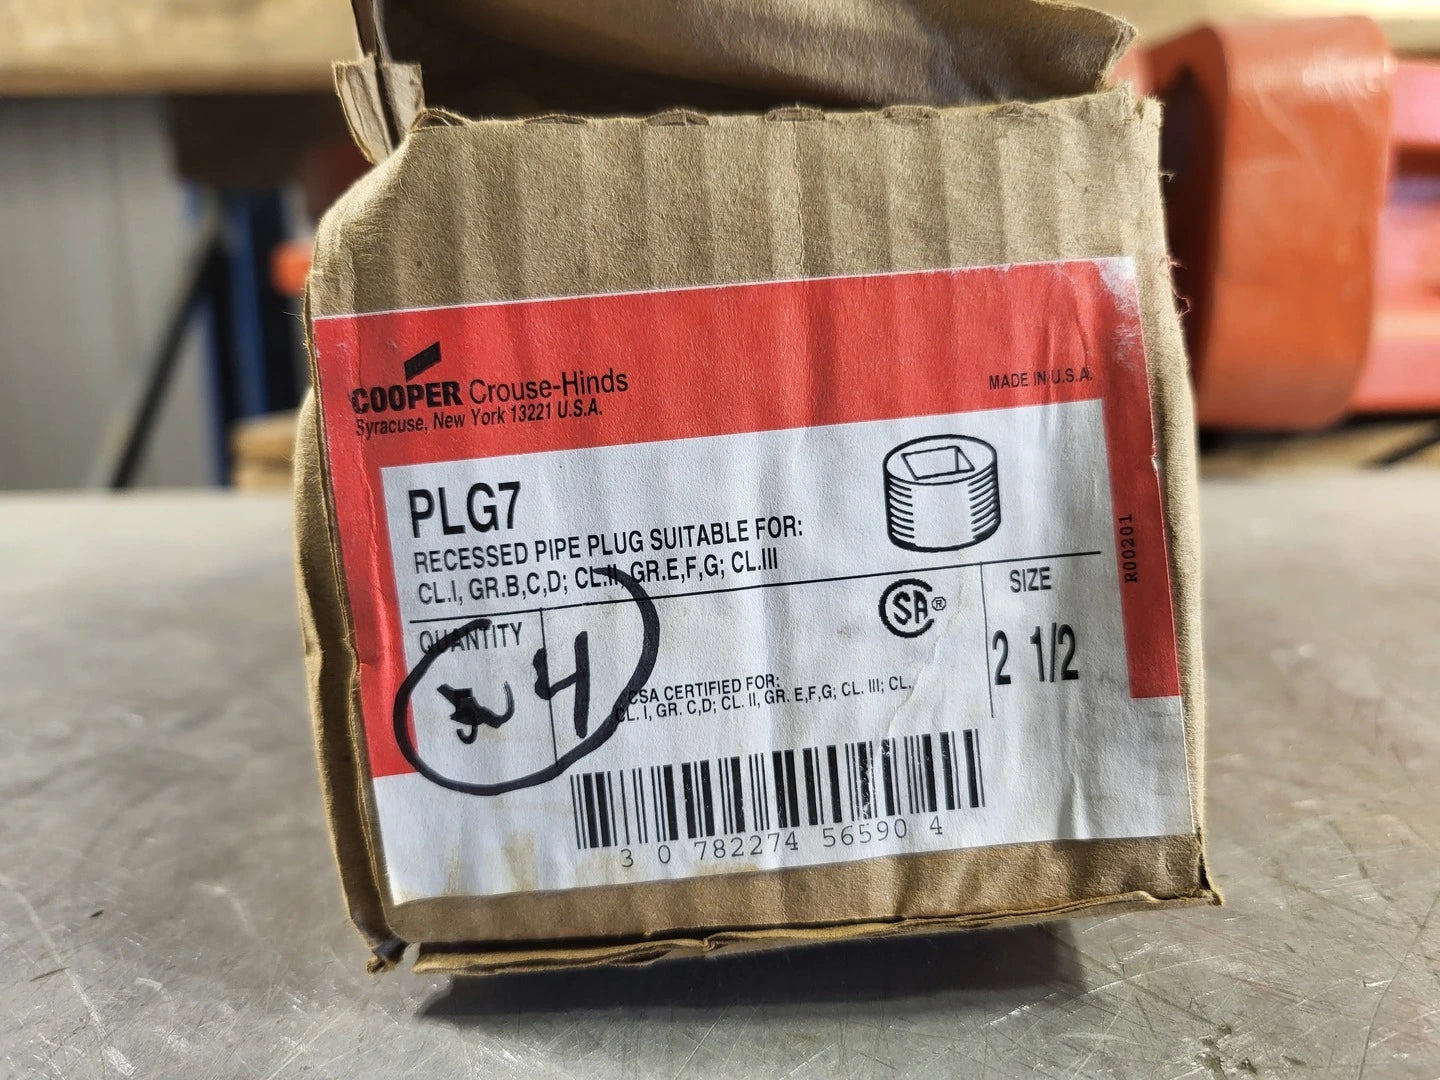 COOPER Crouse-Hinds
Syracuse, New York 13221 U.S.A.
MADE IN U.S.A.
PLG7
RECESSED PIPE PLUG SUITABLE FOR:
CL.I, GR.B,C,D; CL.II, GR.E,F,G; CL.III
R00201
QUANTITY
4
SA®
CSA CERTIFIED FOR:
CL. I, GR. C,D; CL. II, GR. E,F,G; CL. III; CL.
SIZE
2 1/2
3 0 782274 56590 4